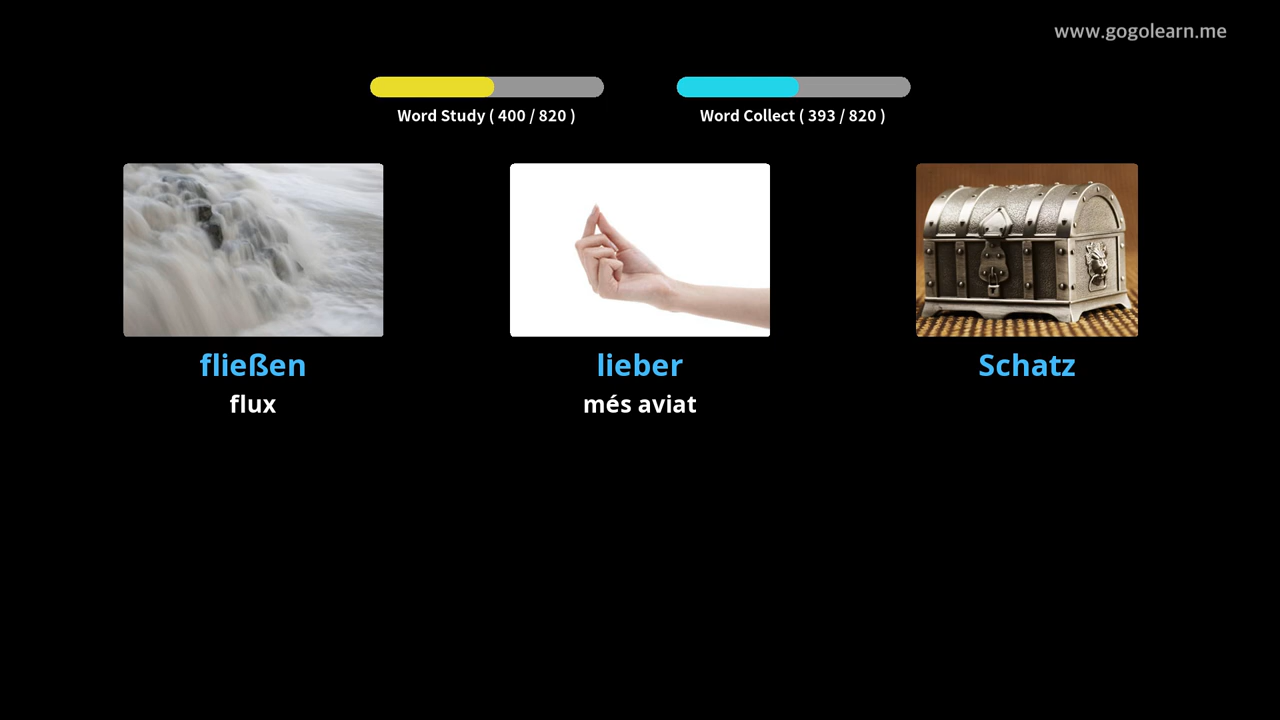 www.gogolearn.me
Word Study ( 400 / 820 )
Word Collect ( 393 / 820 )
fließen
lieber
Schatz
flux
més aviat